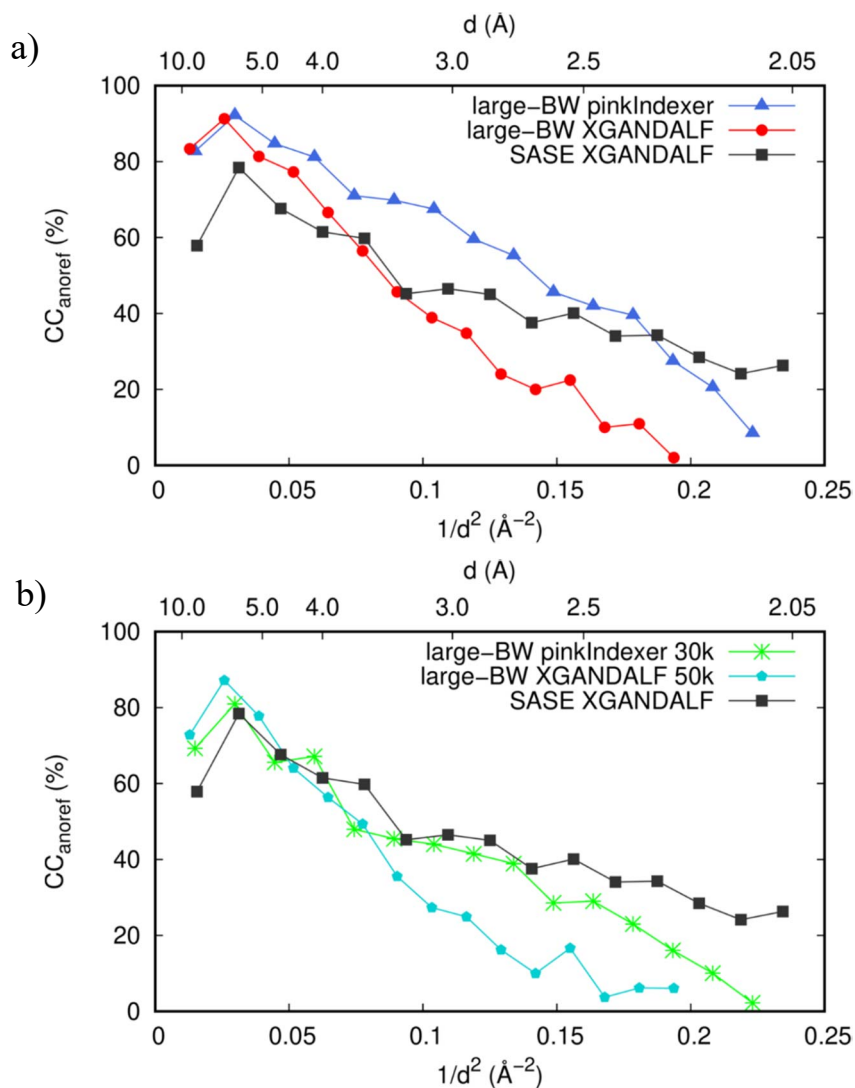 a)
d (Å)
10.0 5.0 4.0 3.0 2.5 2.05
100
80
60
40
20
0
CCanoref (%)
large−BW pinkIndexer
large−BW XGANDALF
SASE XGANDALF
0 0.05 0.1 0.15 0.2 0.25
1/d² (Å⁻²)
b)
d (Å)
10.0 5.0 4.0 3.0 2.5 2.05
100
80
60
40
20
0
CCanoref (%)
large−BW pinkIndexer 30k
large−BW XGANDALF 50k
SASE XGANDALF
0 0.05 0.1 0.15 0.2 0.25
1/d² (Å⁻²)